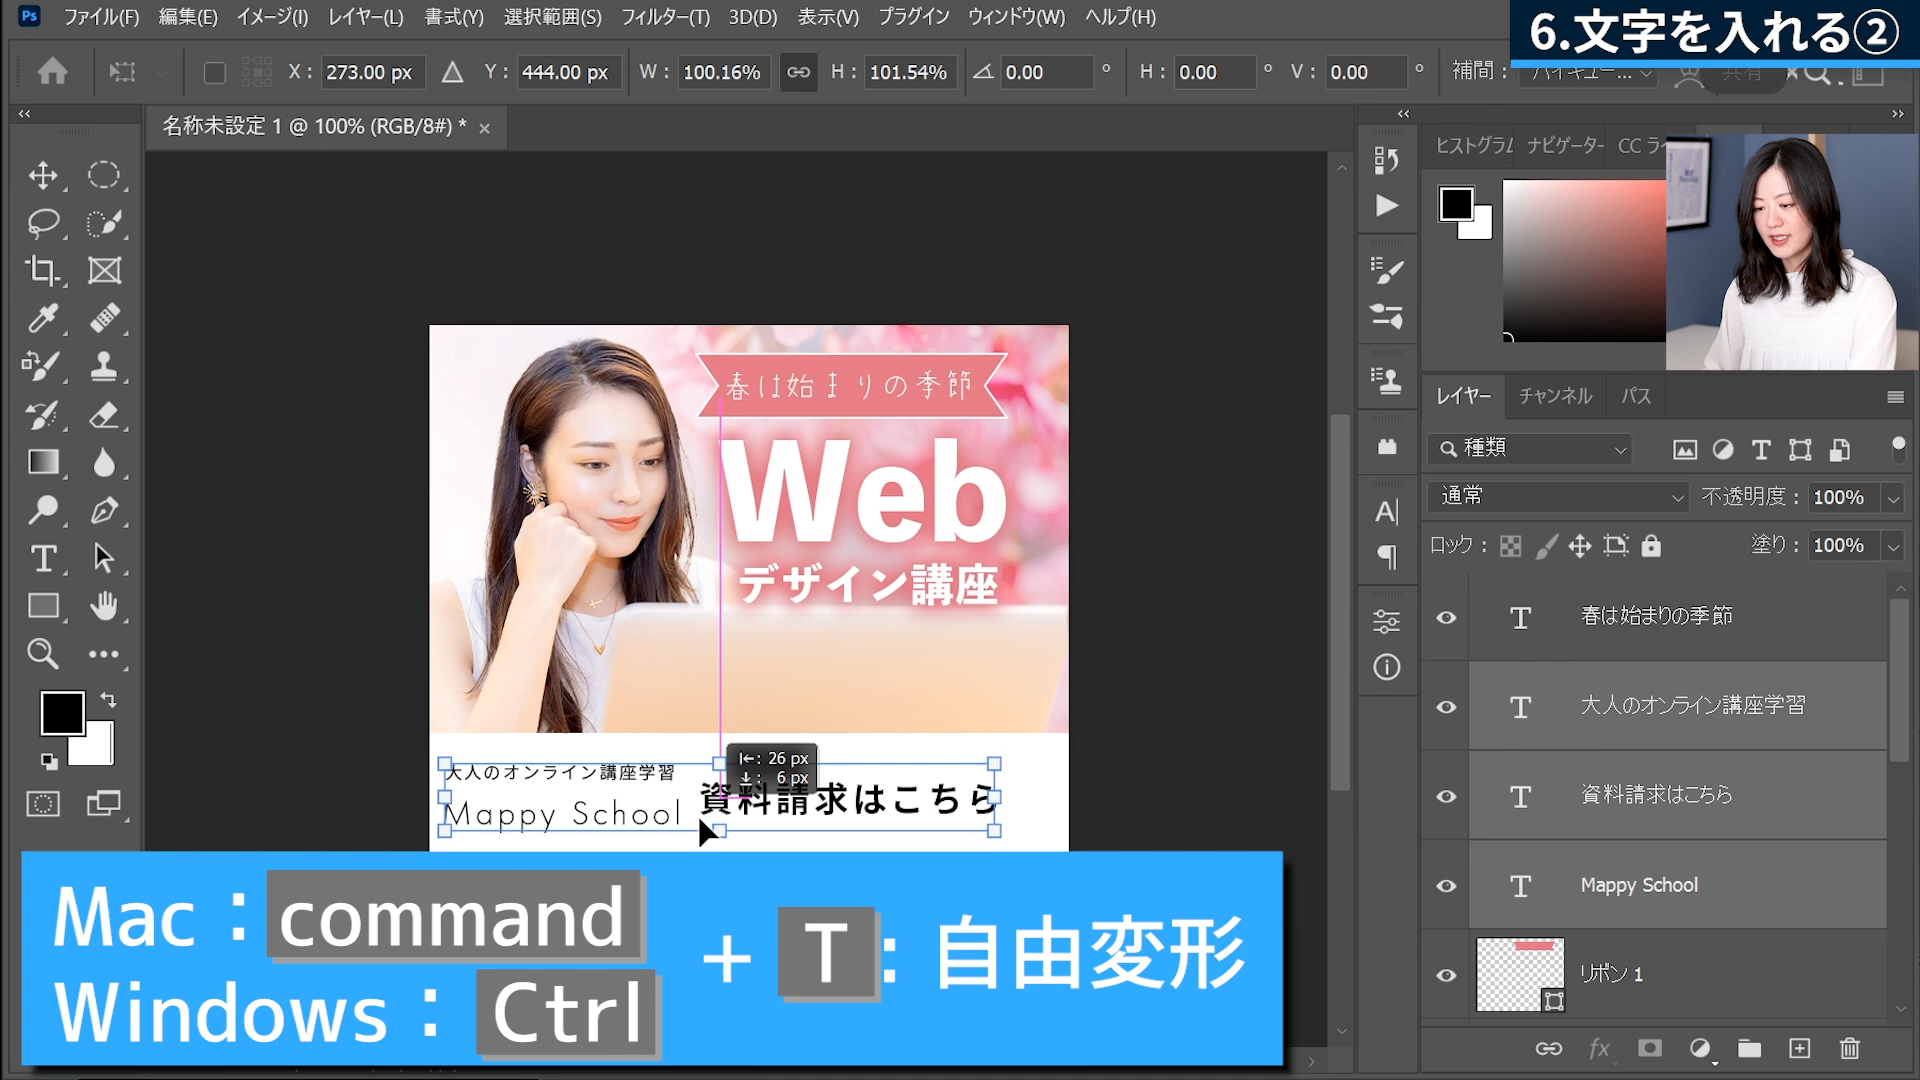 Ps ファイル(F) 編集(E) イメージ(I) レイヤー(L) 書式(Y) 選択範囲(S) フィルター(T) 3D(D) 表示(V) プラグイン ウィンドウ(W) ヘルプ(H)
6.文字を入れる②
X: 273.00 px Y: 444.00 px W: 100.16% H: 101.54% 0.00 ° H: 0.00 ° V: 0.00 ° 補間: バイキュー... 共有
名称未設定 1 @ 100% (RGB/8#) * ×
ヒストグラム ナビゲーター CC ラ
春は始まりの季節
Web
デザイン講座
26 px
6 px
大人のオンライン講座学習
Mappy School
資料請求はこちら
レイヤー チャンネル パス
種類
通常 不透明度: 100%
ロック: 塗り: 100%
春は始まりの季節
大人のオンライン講座学習
資料請求はこちら
Mappy School
リボン 1
fx
Mac：command
Windows：Ctrl
+ T：自由変形